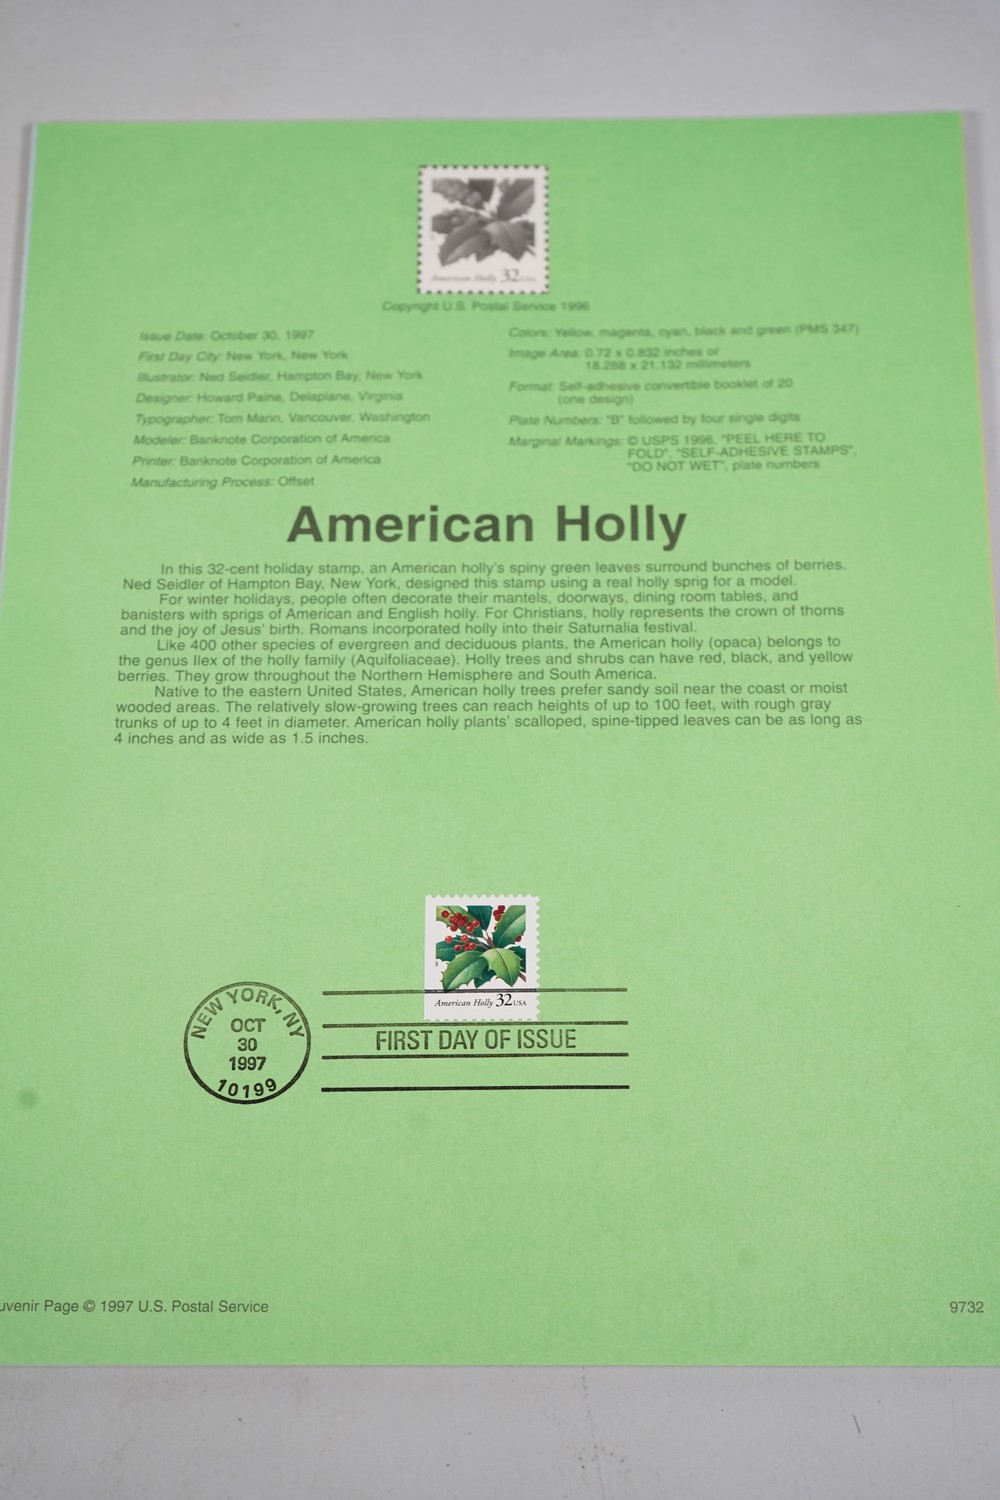 American Holly 32 USA
Copyright U.S. Postal Service 1996
Issue Date: October 30, 1997
First Day City: New York, New York
Illustrator: Ned Seidler, Hampton Bay, New York
Designer: Howard Paine, Delaplane, Virginia
Typographer: Tom Mann, Vancouver, Washington
Modeler: Banknote Corporation of America
Printer: Banknote Corporation of America
Manufacturing Process: Offset
Colors: Yellow, magenta, cyan, black and green (PMS 347)
Image Area: 0.72 x 0.832 inches or
18.288 x 21.132 millimeters
Format: Self-adhesive convertible booklet of 20
(one design)
Plate Numbers: "B" followed by four single digits
Marginal Markings: © USPS 1996, "PEEL HERE TO
FOLD", "SELF-ADHESIVE STAMPS",
"DO NOT WET", plate numbers
American Holly
In this 32-cent holiday stamp, an American holly's spiny green leaves surround bunches of berries.
Ned Seidler of Hampton Bay, New York, designed this stamp using a real holly sprig for a model.
For winter holidays, people often decorate their mantels, doorways, dining room tables, and
banisters with sprigs of American and English holly. For Christians, holly represents the crown of thorns
and the joy of Jesus' birth. Romans incorporated holly into their Saturnalia festival.
Like 400 other species of evergreen and deciduous plants, the American holly (opaca) belongs to
the genus Ilex of the holly family (Aquifoliaceae). Holly trees and shrubs can have red, black, and yellow
berries. They grow throughout the Northern Hemisphere and South America.
Native to the eastern United States, American holly trees prefer sandy soil near the coast or moist
wooded areas. The relatively slow-growing trees can reach heights of up to 100 feet, with rough gray
trunks of up to 4 feet in diameter. American holly plants' scalloped, spine-tipped leaves can be as long as
4 inches and as wide as 1.5 inches.
American Holly 32 USA
NEW YORK, NY
OCT
30
1997
10199
FIRST DAY OF ISSUE
uvenir Page © 1997 U.S. Postal Service
9732